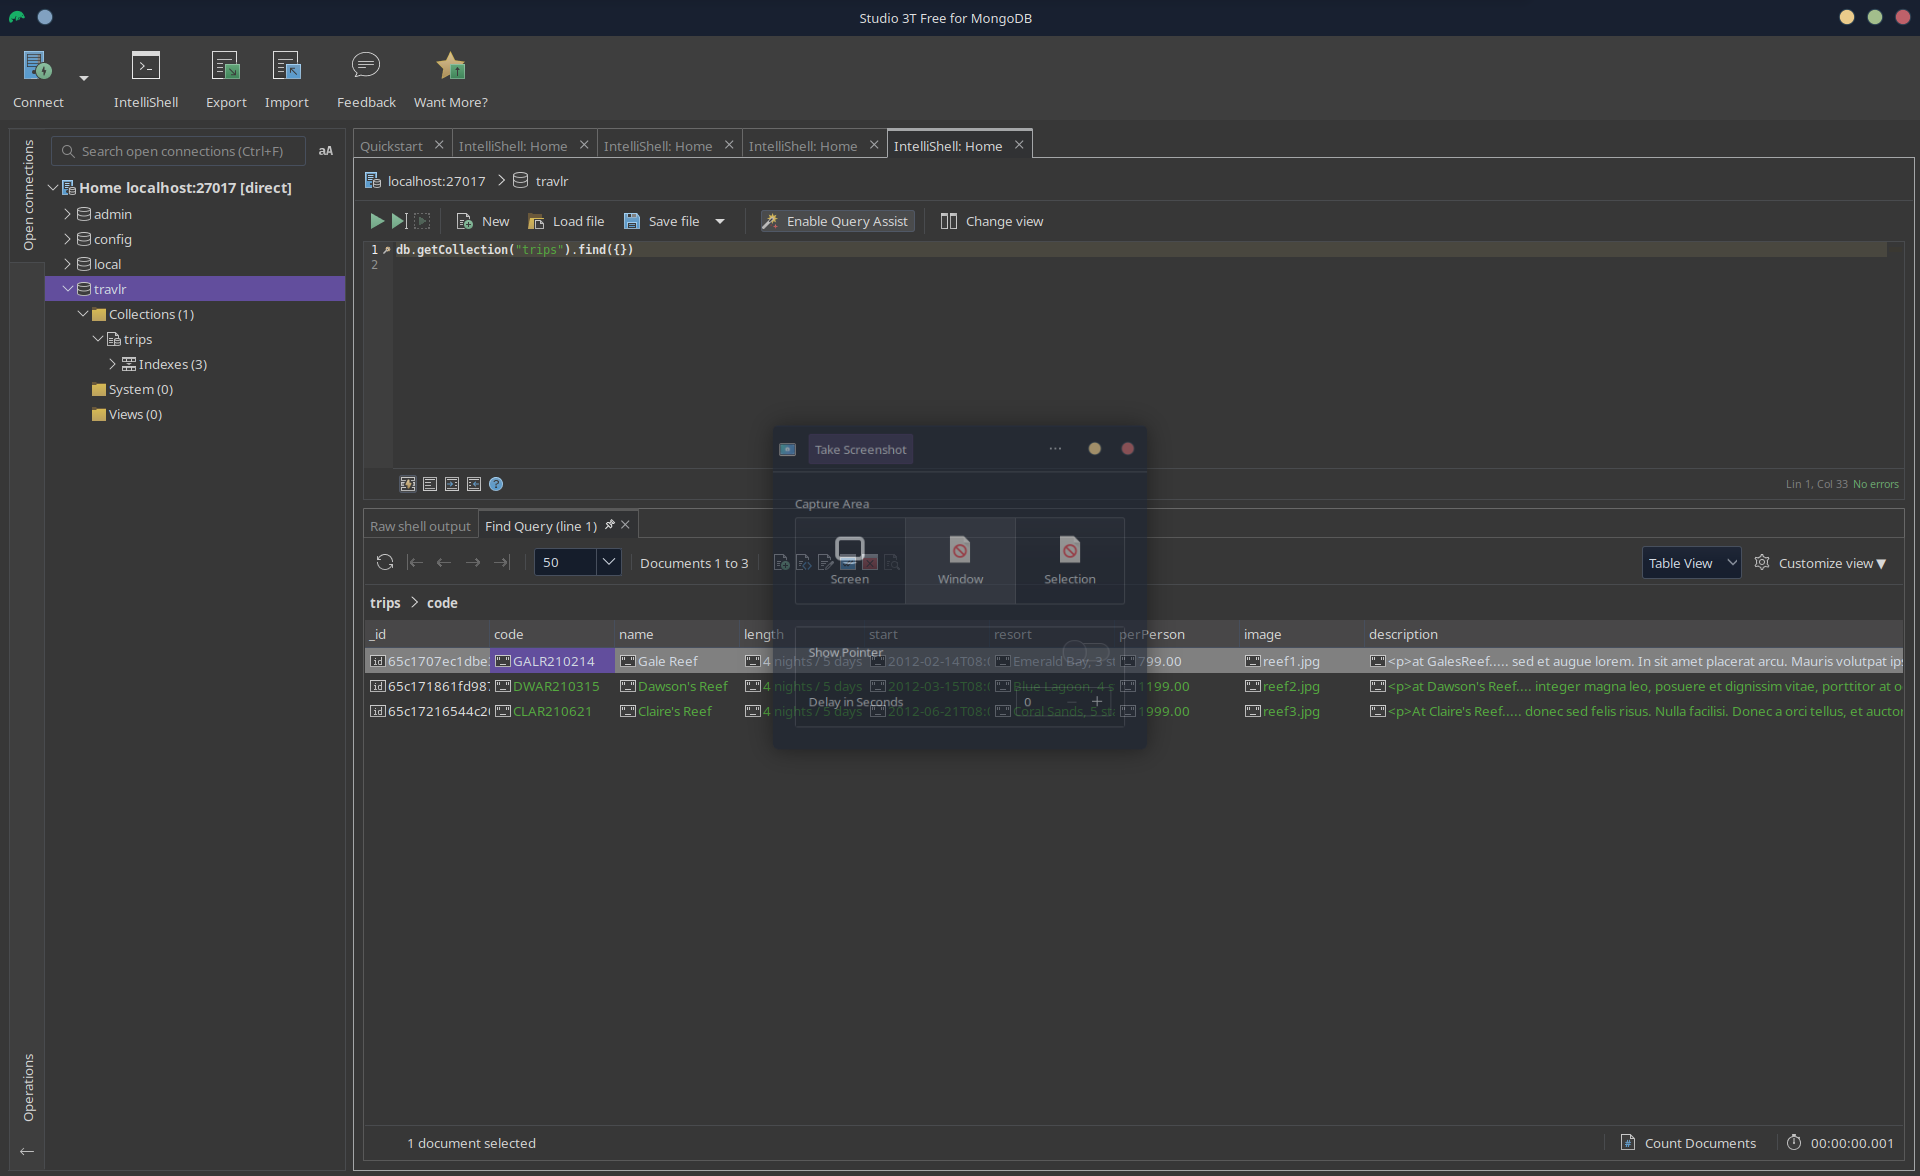 Studio 3T Free for MongoDB
Connect IntelliShell Export Import Feedback Want More?
Open connections
Search open connections (Ctrl+F) aA
Home localhost:27017 [direct]
admin
config
local
travlr
Collections (1)
trips
Indexes (3)
System (0)
Views (0)
Operations
Quickstart IntelliShell: Home IntelliShell: Home IntelliShell: Home IntelliShell: Home
localhost:27017 > travlr
New Load file Save file Enable Query Assist Change view
1 db.getCollection("trips").find({})
2
Lin 1, Col 33 No errors
Take Screenshot
Capture Area
Screen Window Selection
Show Pointer
Delay in Seconds 0
Raw shell output Find Query (line 1)
50 Documents 1 to 3 Table View Customize view
trips > code
_id code name length start resort perPerson image description
65c1707ec1dbe GALR210214 Gale Reef 4 nights / 5 days 2012-02-14T08:0 Emerald Bay, 3 st 799.00 reef1.jpg <p>at GalesReef..... sed et augue lorem. In sit amet placerat arcu. Mauris volutpat ip
65c171861fd987 DWAR210315 Dawson's Reef 4 nights / 5 days 2012-03-15T08:0 Blue Lagoon, 4 s 1199.00 reef2.jpg <p>at Dawson's Reef.... integer magna leo, posuere et dignissim vitae, porttitor at o
65c17216544c20 CLAR210621 Claire's Reef 4 nights / 5 days 2012-06-21T08:0 Coral Sands, 5 sta 1999.00 reef3.jpg <p>At Claire's Reef..... donec sed felis risus. Nulla facilisi. Donec a orci tellus, et auctor
1 document selected Count Documents 00:00:00.001